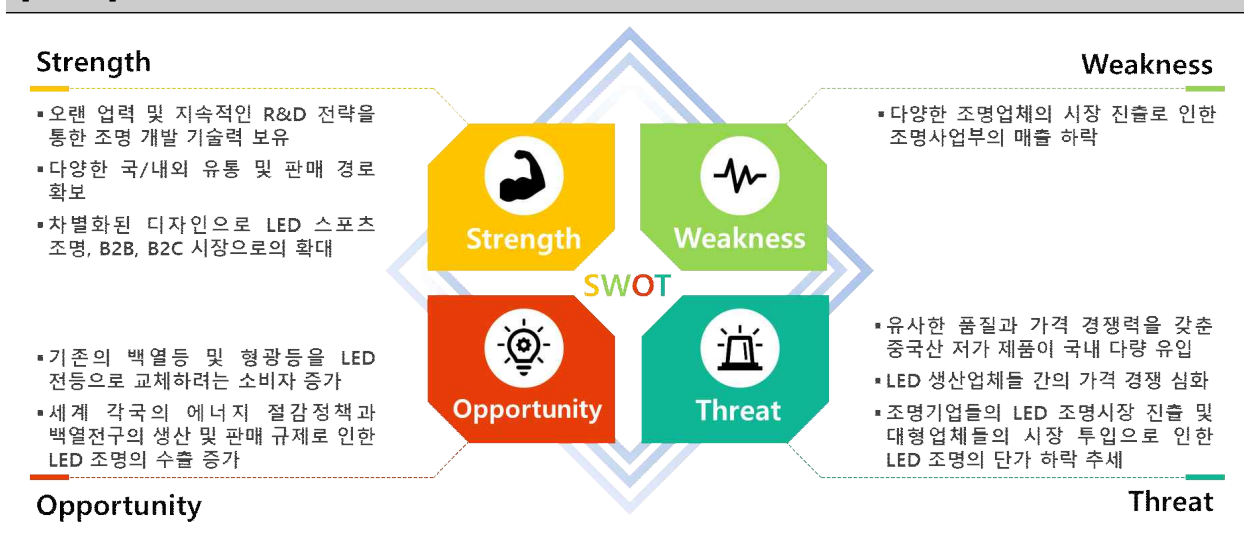 Strength
▪오랜 업력 및 지속적인 R&D 전략을
통한 조명 개발 기술력 보유
▪다양한 국/내외 유통 및 판매 경로
확보
▪차별화된 디자인으로 LED 스포츠
조명, B2B, B2C 시장으로의 확대
Weakness
▪다양한 조명업체의 시장 진출로 인한
조명사업부의 매출 하락
Strength
Weakness
SWOT
Opportunity
Threat
▪기존의 백열등 및 형광등을 LED
전등으로 교체하려는 소비자 증가
▪세계 각국의 에너지 절감정책과
백열전구의 생산 및 판매 규제로 인한
LED 조명의 수출 증가
Opportunity
▪유사한 품질과 가격 경쟁력을 갖춘
중국산 저가 제품이 국내 다량 유입
▪LED 생산업체들 간의 가격 경쟁 심화
▪조명기업들의 LED 조명시장 진출 및
대형업체들의 시장 투입으로 인한
LED 조명의 단가 하락 추세
Threat